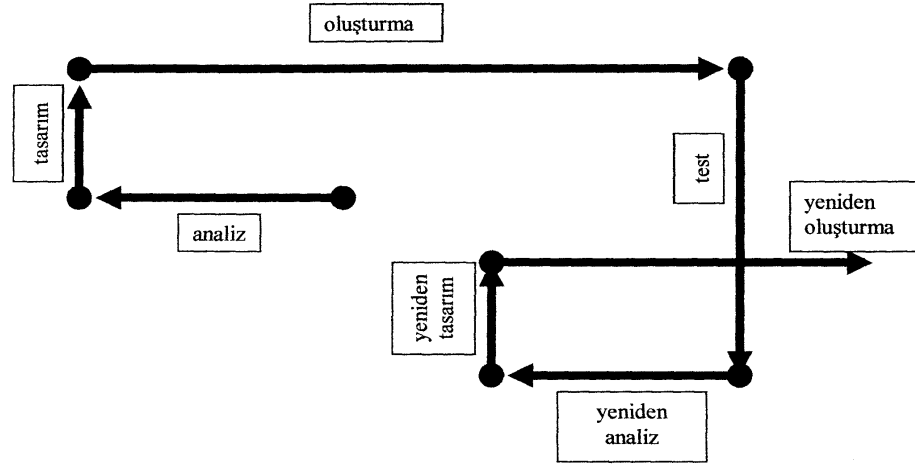 oluşturma
tasarım
test
analiz
yeniden
oluşturma
yeniden
tasarım
yeniden
analiz